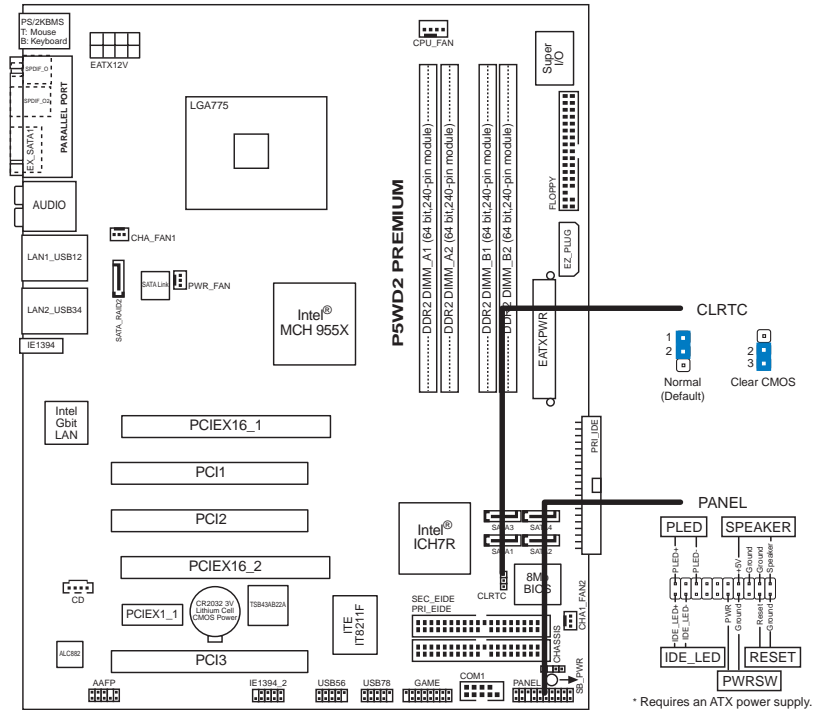 PS/2KBMS
T: Mouse
B: Keyboard
EATX12V
CPU_FAN
Super
I/O
SPDIF_O
SPDIF_O2
EX_SATA1
PARALLEL PORT
LGA775
DDR2 DIMM_A1 (64 bit,240-pin module)
DDR2 DIMM_A2 (64 bit,240-pin module)
DDR2 DIMM_B1 (64 bit,240-pin module)
DDR2 DIMM_B2 (64 bit,240-pin module)
FLOPPY
AUDIO
P5WD2 PREMIUM
CHA_FAN1
EZ_PLUG
LAN1_USB12
SATA_RAID2
SATA Link
PWR_FAN
EATXPWR
LAN2_USB34
Intel®
MCH 955X
IE1394
CLRTC
1
2
2
3
Normal
(Default)
Clear CMOS
Intel
Gbit
LAN
PCIEX16_1
PRI_IDE
PCI1
PCI2
Intel®
ICH7R
SATA3
SATA4
SATA1
SATA2
PANEL
PLED
SPEAKER
PLED+
PLED-
+5V
Ground
Ground
Speaker
IDE_LED+
IDE_LED-
PWR
Ground
Reset
Ground
IDE_LED
RESET
PWRSW
* Requires an ATX power supply.
PCIEX16_2
CLRTC
8Mb
BIOS
CHA1_FAN2
CD
PCIEX1_1
CR2032 3V
Lithium Cell
CMOS Power
TSB43AB22A
ITE
IT8211F
SEC_EIDE
PRI_EIDE
CHASSIS
ALC882
PCI3
SB_PWR
AAFP
IE1394_2
USB56
USB78
GAME
COM1
PANEL